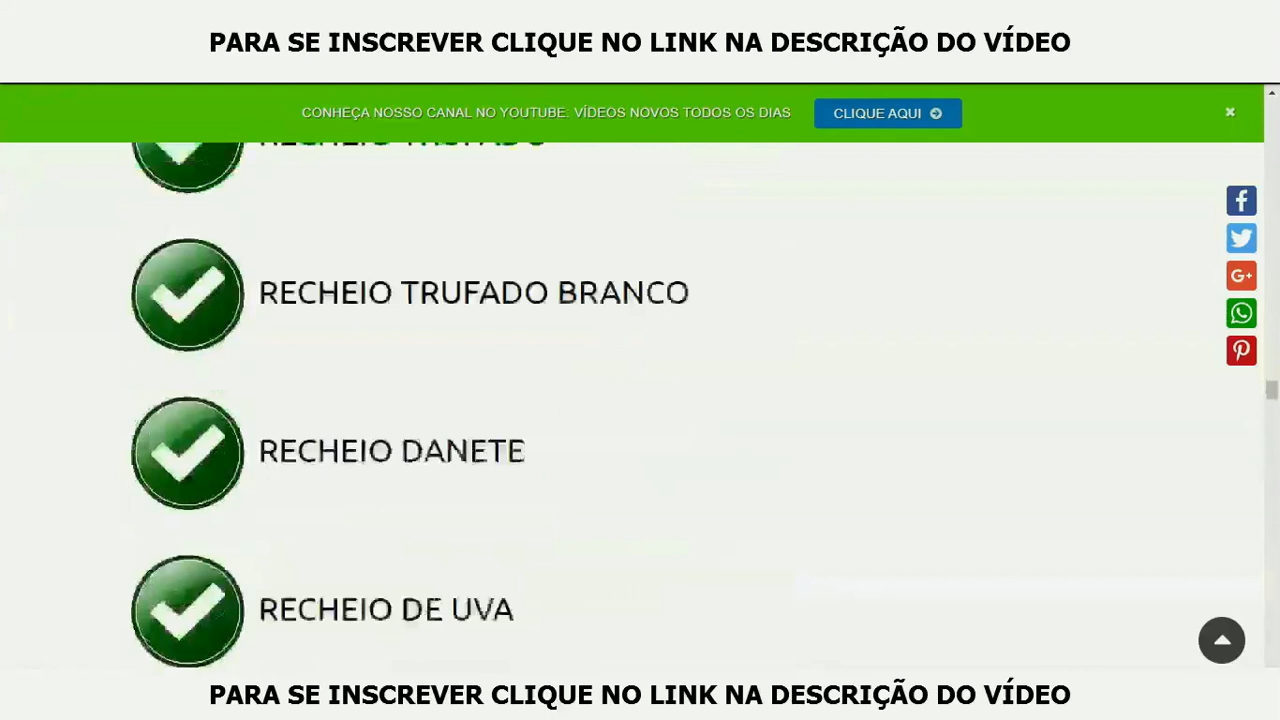 PARA SE INSCREVER CLIQUE NO LINK NA DESCRIÇÃO DO VÍDEO
CONHEÇA NOSSO CANAL NO YOUTUBE. VÍDEOS NOVOS TODOS OS DIAS
CLIQUE AQUI
RECHEIO TRUFADO
RECHEIO TRUFADO BRANCO
RECHEIO DANETE
RECHEIO DE UVA
PARA SE INSCREVER CLIQUE NO LINK NA DESCRIÇÃO DO VÍDEO